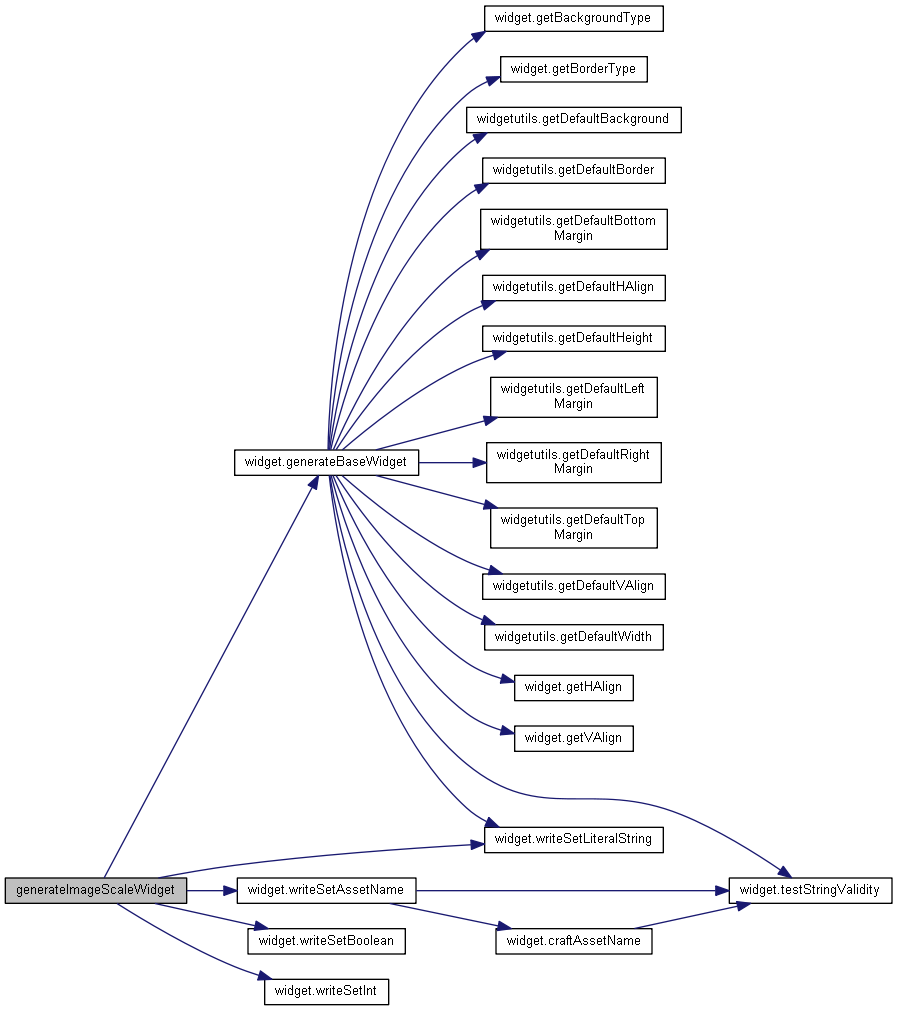 widget.getBackgroundType
widget.getBorderType
widgetutils.getDefaultBackground
widgetutils.getDefaultBorder
widgetutils.getDefaultBottom
Margin
widgetutils.getDefaultHAlign
widgetutils.getDefaultHeight
widgetutils.getDefaultLeft
Margin
widget.generateBaseWidget
widgetutils.getDefaultRight
Margin
widgetutils.getDefaultTop
Margin
widgetutils.getDefaultVAlign
widgetutils.getDefaultWidth
widget.getHAlign
widget.getVAlign
widget.writeSetLiteralString
generateImageScaleWidget
widget.writeSetAssetName
widget.testStringValidity
widget.writeSetBoolean
widget.craftAssetName
widget.writeSetInt